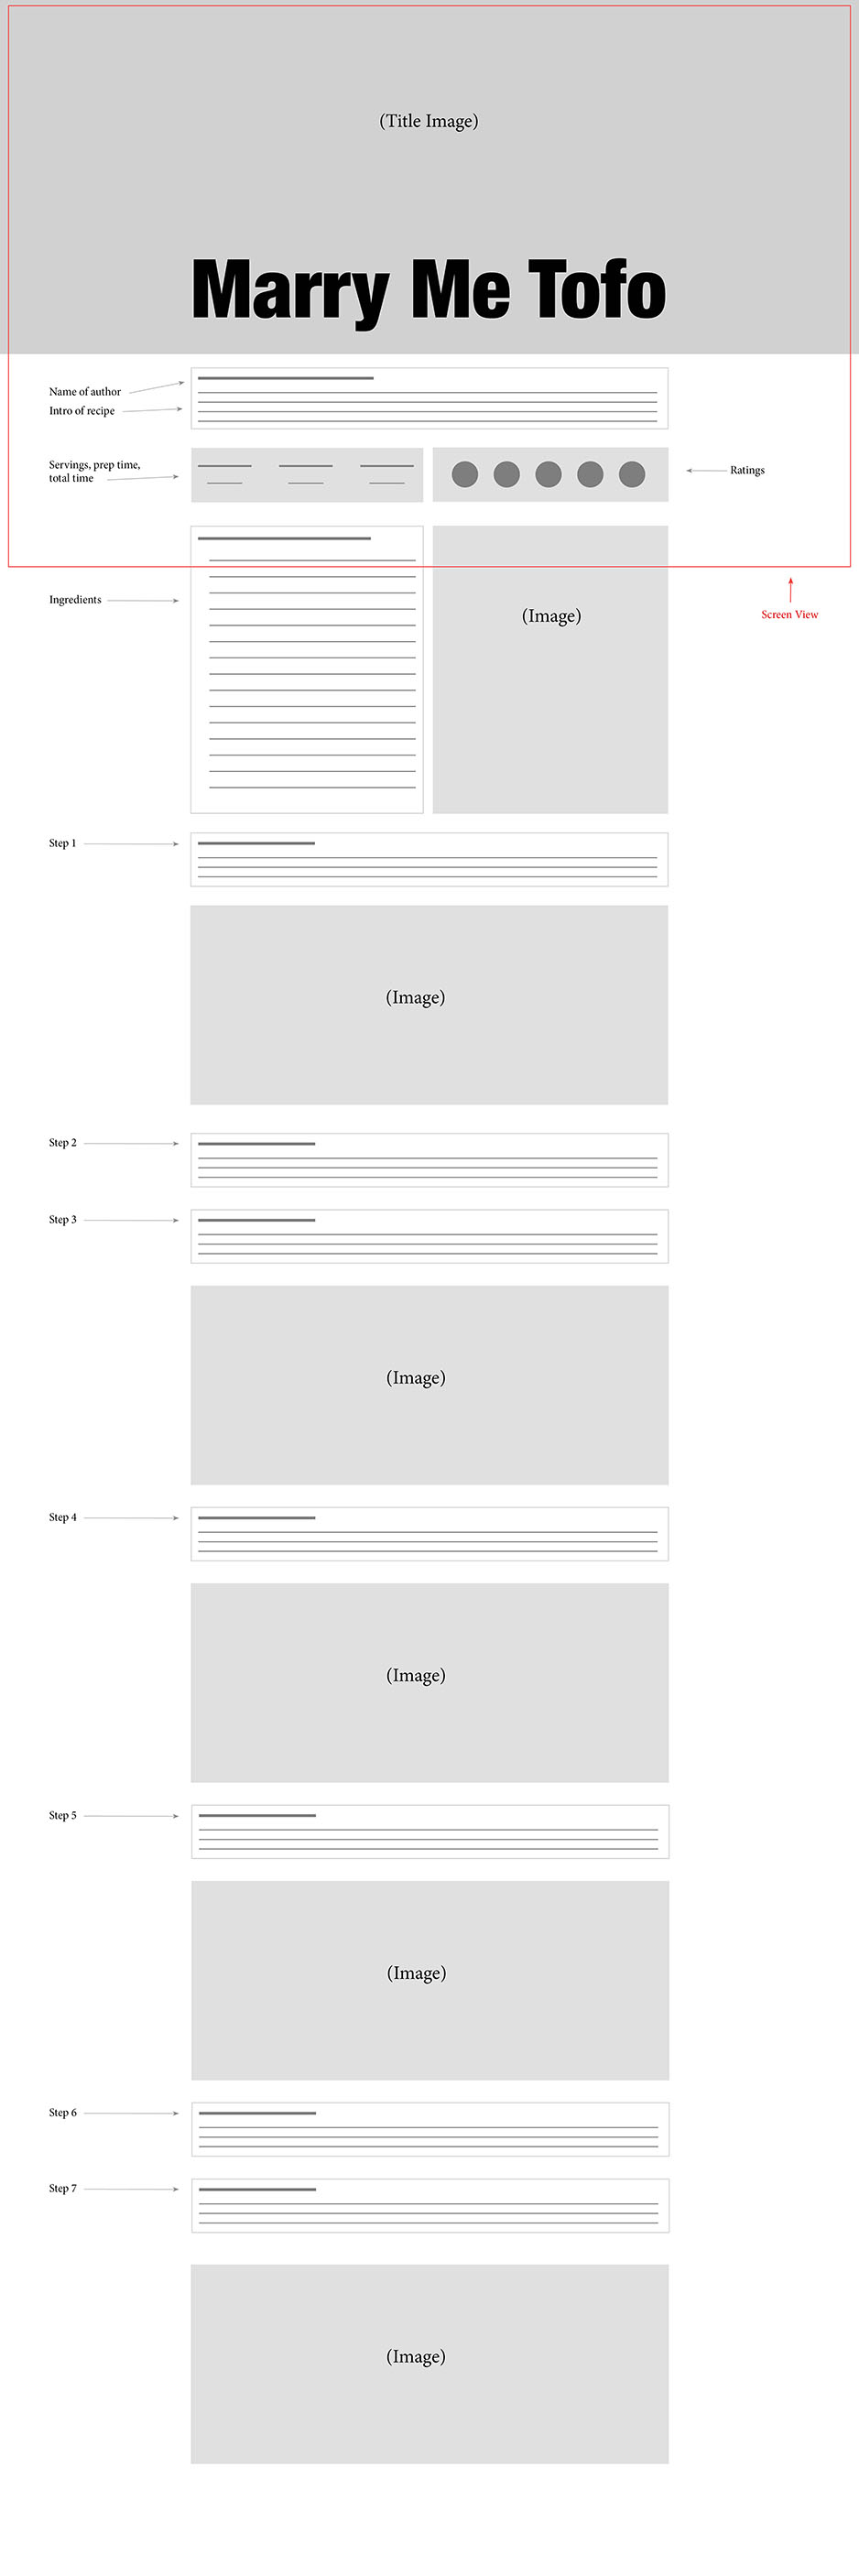 (Title Image)
Marry Me Tofo
Name of author
Intro of recipe
Servings, prep time,
total time
Ratings
Ingredients
(Image)
Screen View
Step 1
(Image)
Step 2
Step 3
(Image)
Step 4
(Image)
Step 5
(Image)
Step 6
Step 7
(Image)